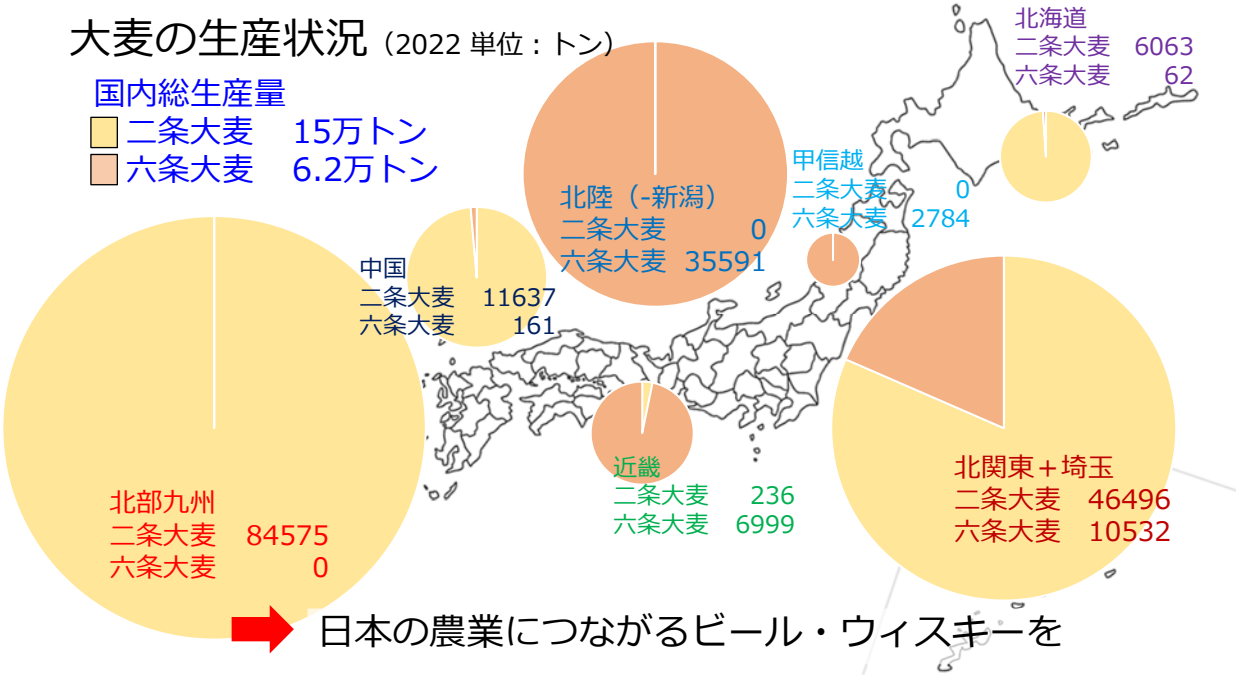 大麦の生産状況（2022 単位：トン）
国内総生産量
二条大麦　15万トン
六条大麦　6.2万トン
北海道
二条大麦 6063
六条大麦 62
甲信越
二条大麦 0
六条大麦 2784
北陸（-新潟）
二条大麦 0
六条大麦 35591
中国
二条大麦 11637
六条大麦 161
近畿
二条大麦 236
六条大麦 6999
北関東＋埼玉
二条大麦 46496
六条大麦 10532
北部九州
二条大麦 84575
六条大麦 0
日本の農業につながるビール・ウィスキーを